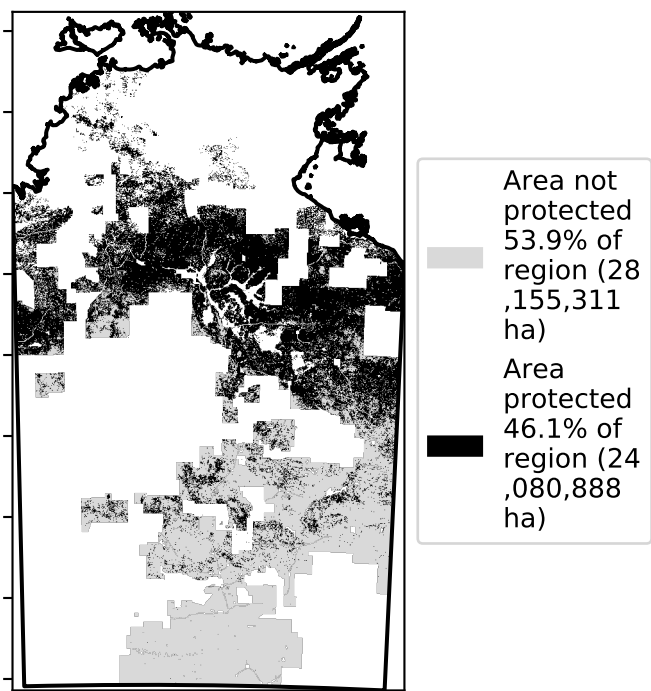 Area not
protected
53.9% of
region (28
,155,311
ha)
Area
protected
46.1% of
region (24
,080,888
ha)